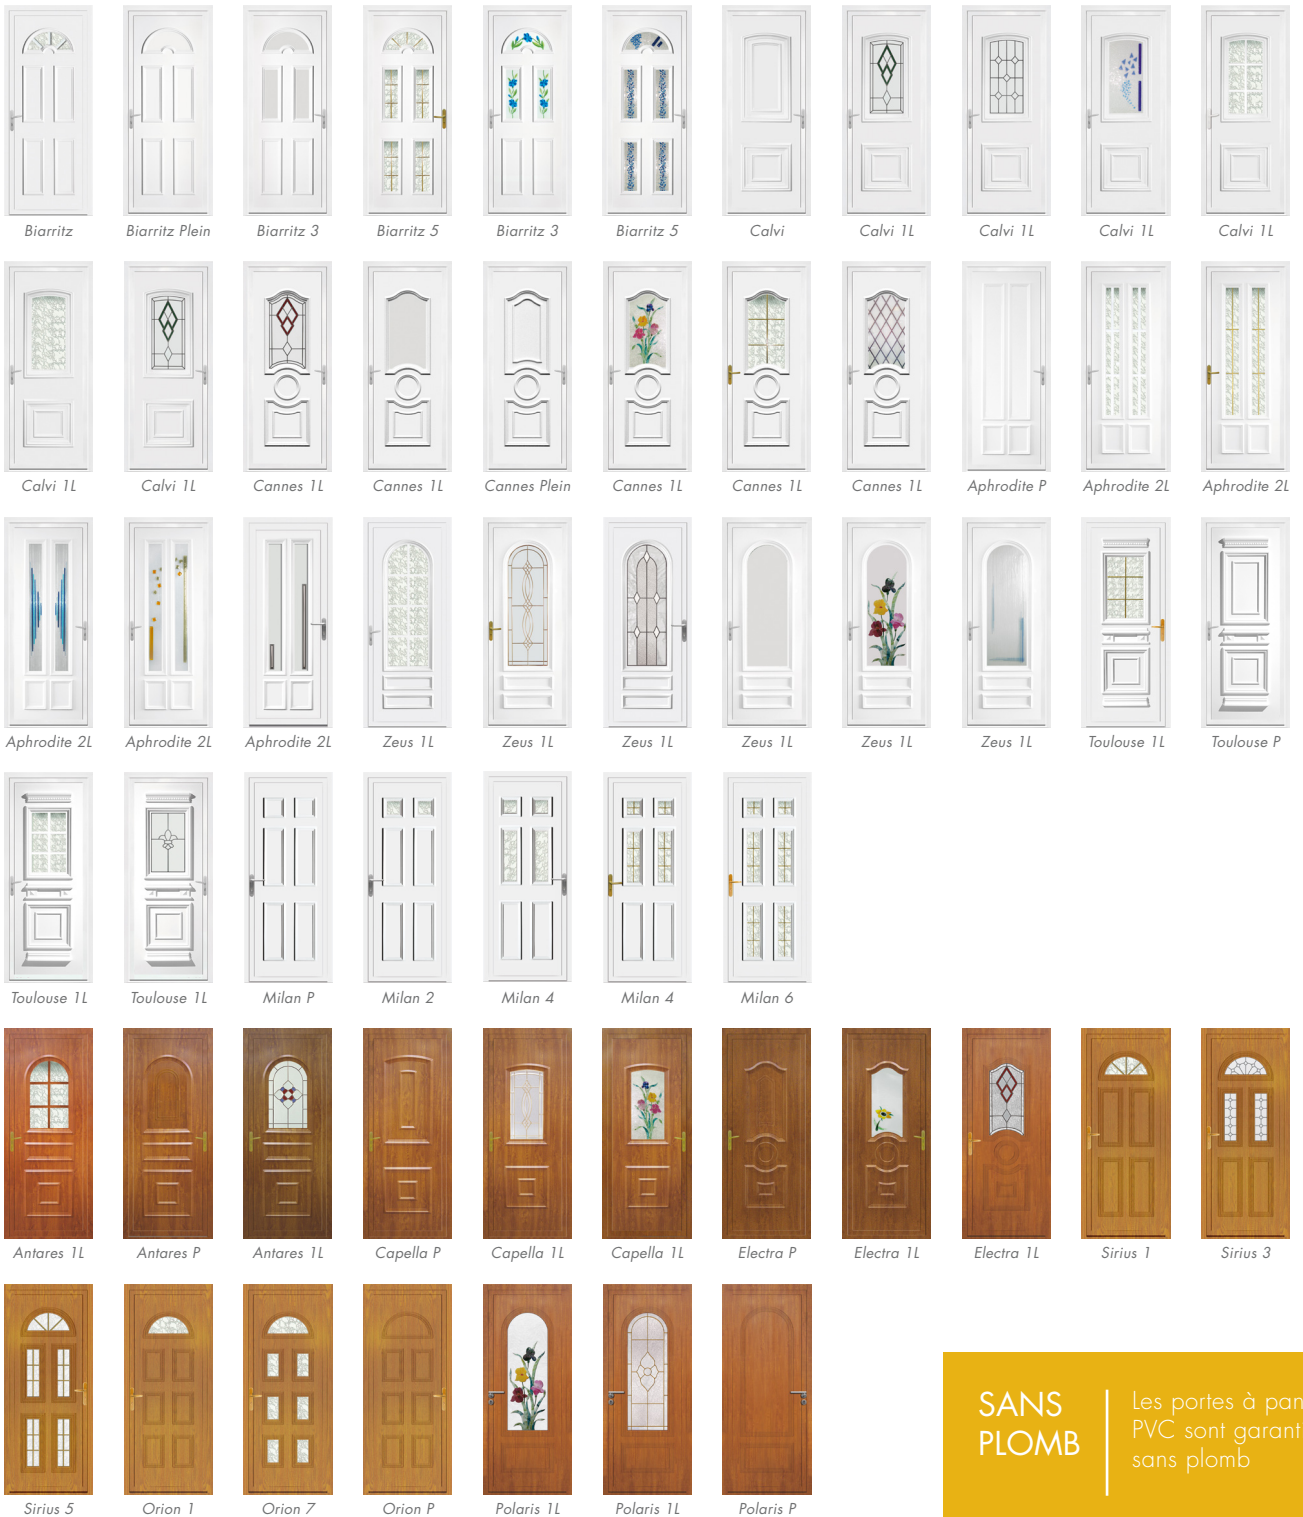 Biarritz Biarritz Plein Biarritz 3 Biarritz 5 Biarritz 3 Biarritz 5 Calvi Calvi 1L Calvi 1L Calvi 1L Calvi 1L
Calvi 1L Calvi 1L Cannes 1L Cannes 1L Cannes Plein Cannes 1L Cannes 1L Cannes 1L Aphrodite P Aphrodite 2L Aphrodite 2L
Aphrodite 2L Aphrodite 2L Aphrodite 2L Zeus 1L Zeus 1L Zeus 1L Zeus 1L Zeus 1L Zeus 1L Toulouse 1L Toulouse P
Toulouse 1L Toulouse 1L Milan P Milan 2 Milan 4 Milan 4 Milan 6
Antares 1L Antares P Antares 1L Capella P Capella 1L Capella 1L Electra P Electra 1L Electra 1L Sirius 1 Sirius 3
Sirius 5 Orion 1 Orion 7 Orion P Polaris 1L Polaris 1L Polaris P
SANS
PLOMB
Les portes à pan
PVC sont garant
sans plomb